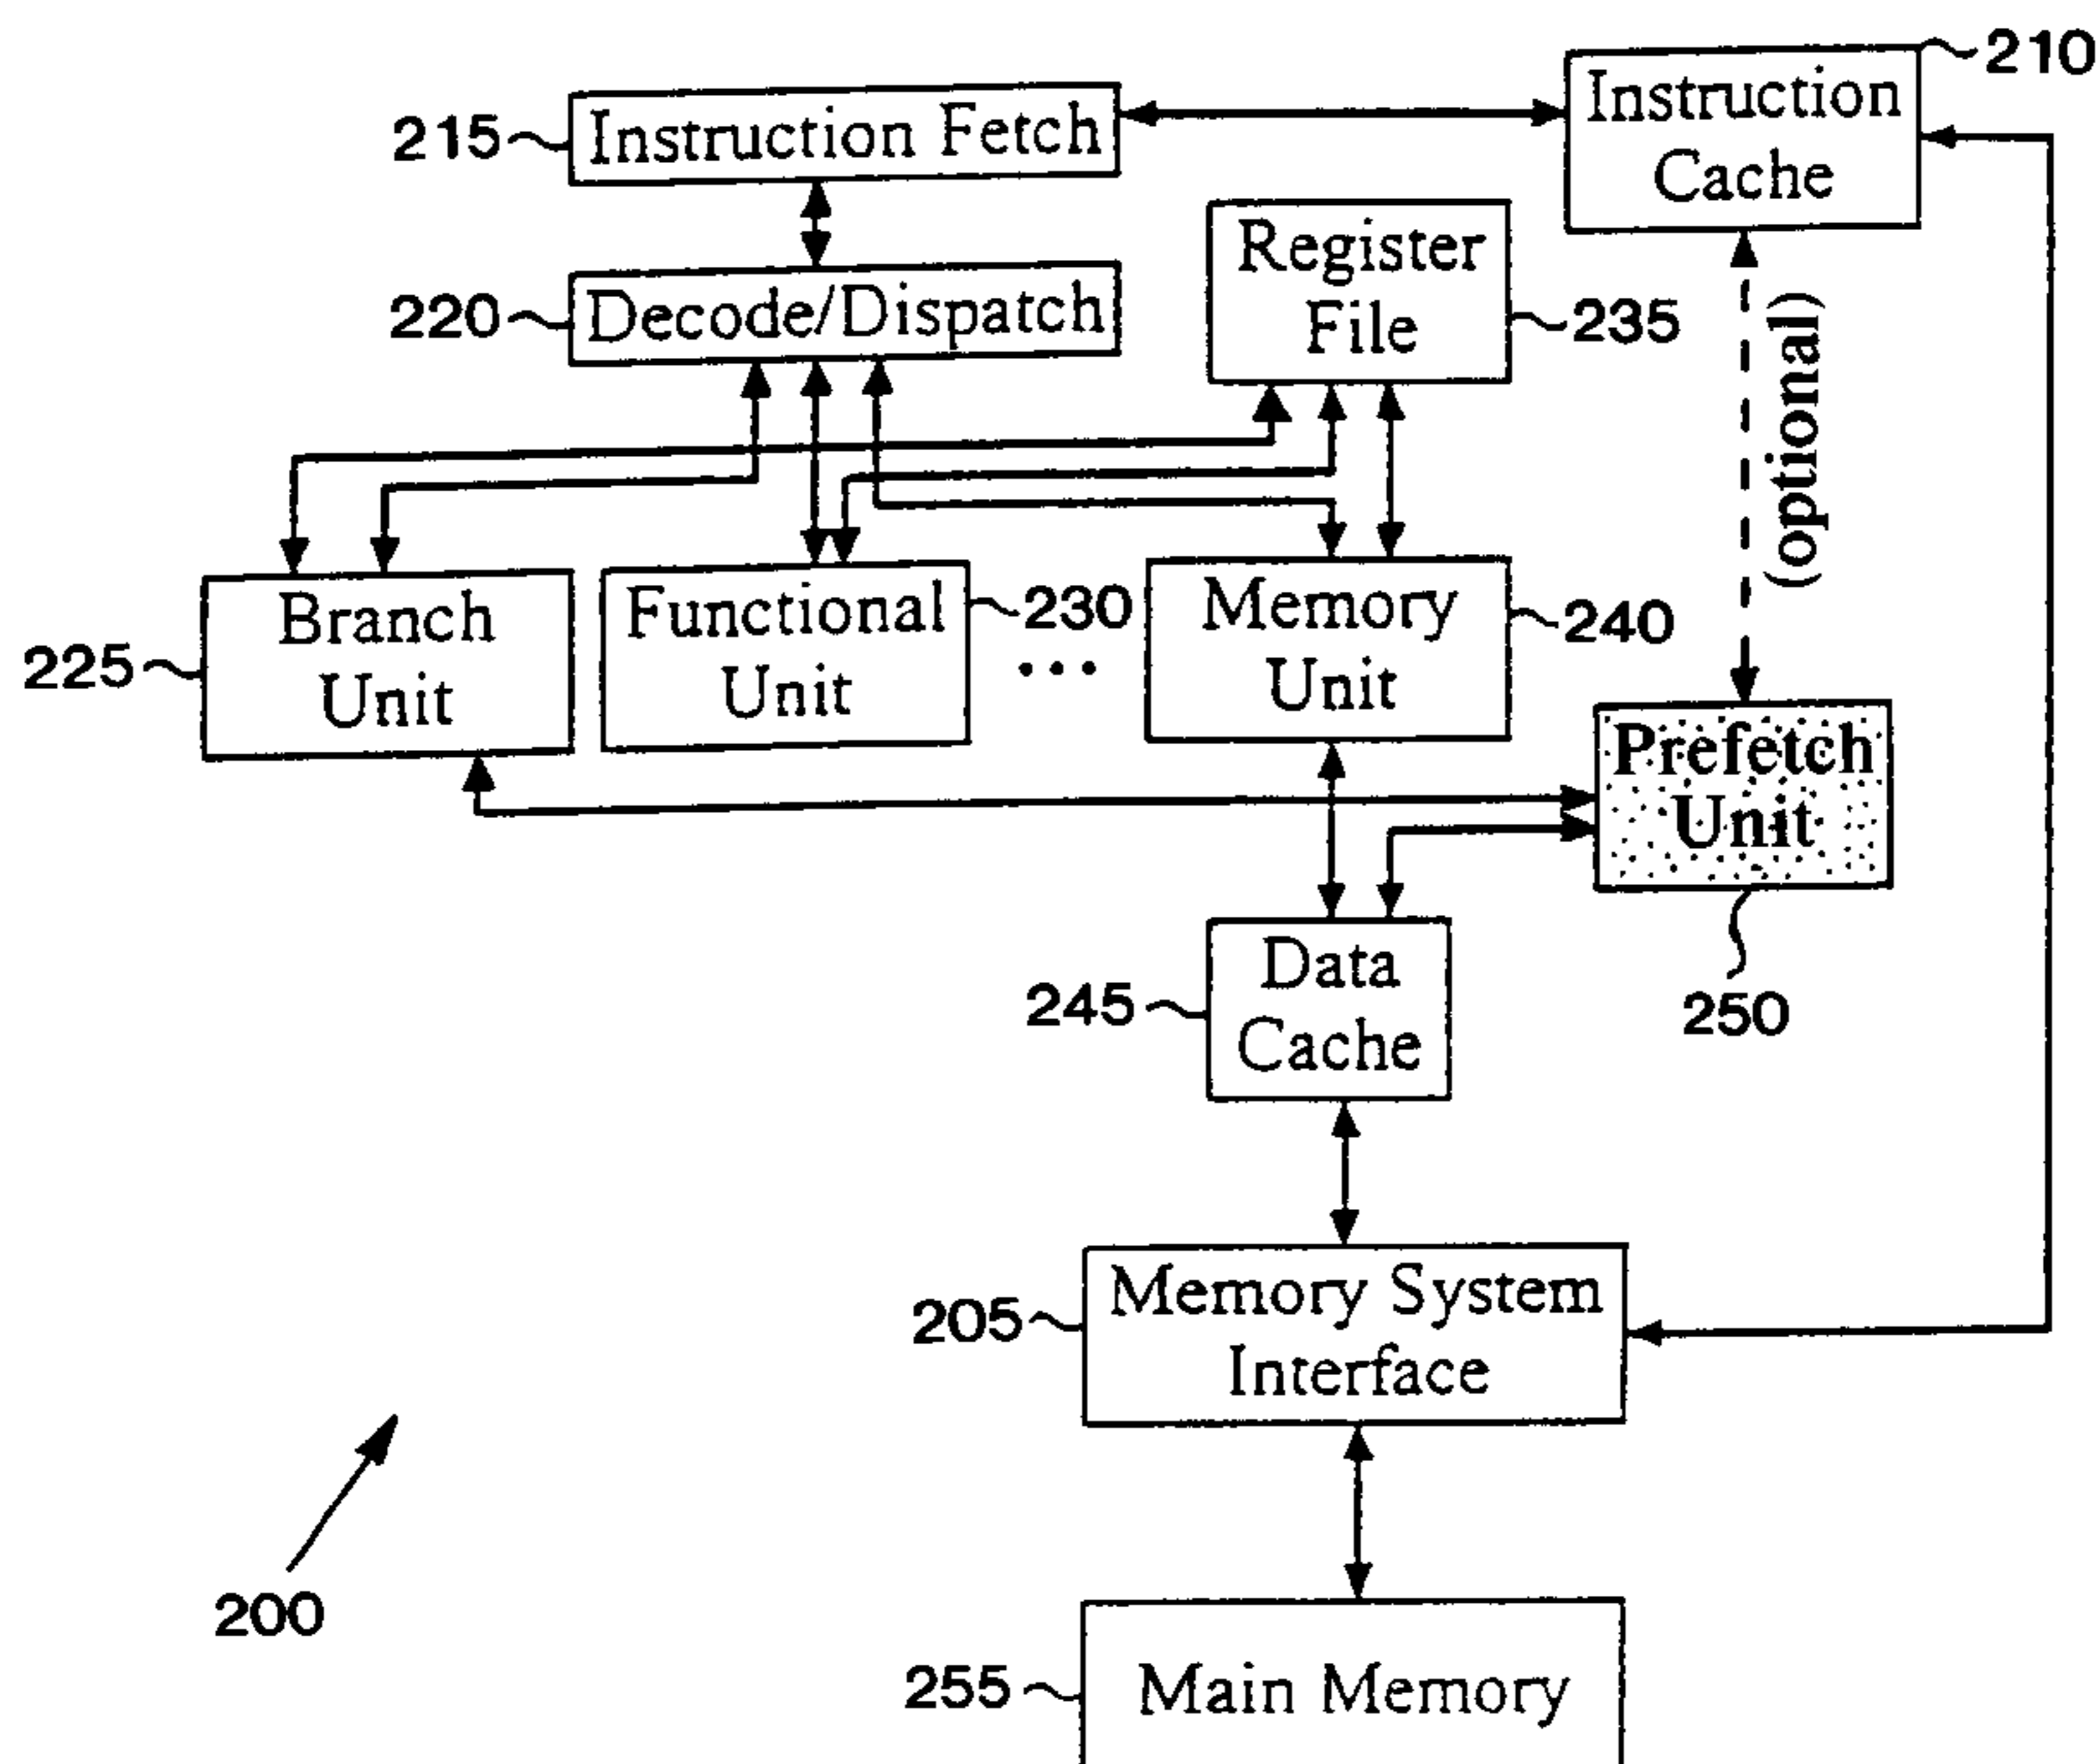 210
Instruction
Cache
215
Instruction Fetch
Register
File
235
220
Decode/Dispatch
(optional)
Branch
Unit
225
Functional
Unit
230
...
Memory
Unit
240
Prefetch
Unit
250
Data
Cache
245
Memory System
Interface
205
200
255
Main Memory